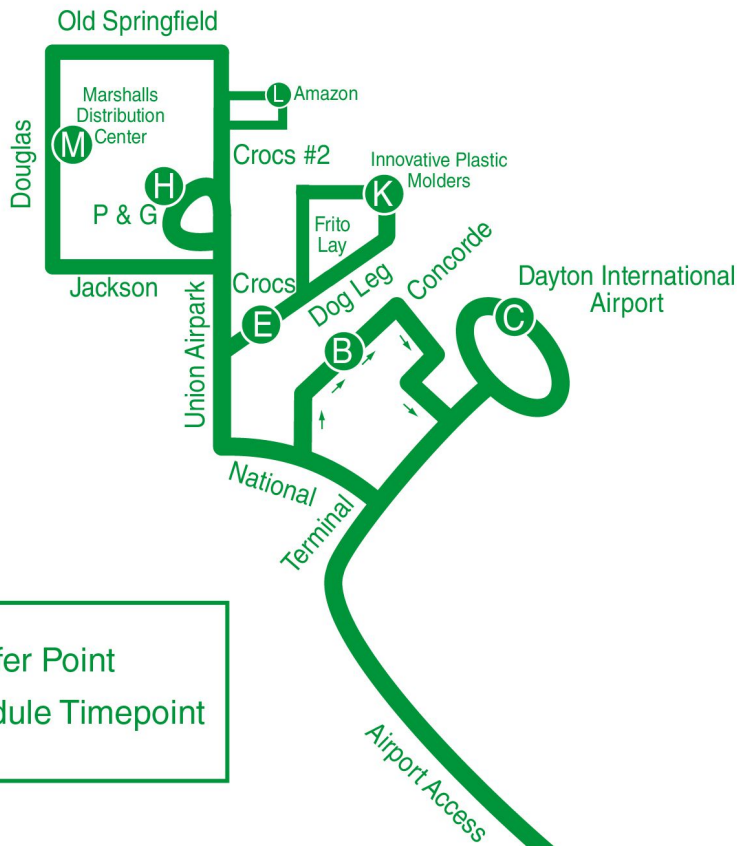 Old Springfield
Marshalls
Distribution
Center
M
Douglas
L Amazon
Crocs #2
H
P & G
Innovative Plastic
Molders
K
Frito
Lay
Jackson
Crocs
E
Dog Leg
Concorde
Union Airpark
B
Dayton International
Airport
C
National
Terminal
fer Point
dule Timepoint
Airport Access